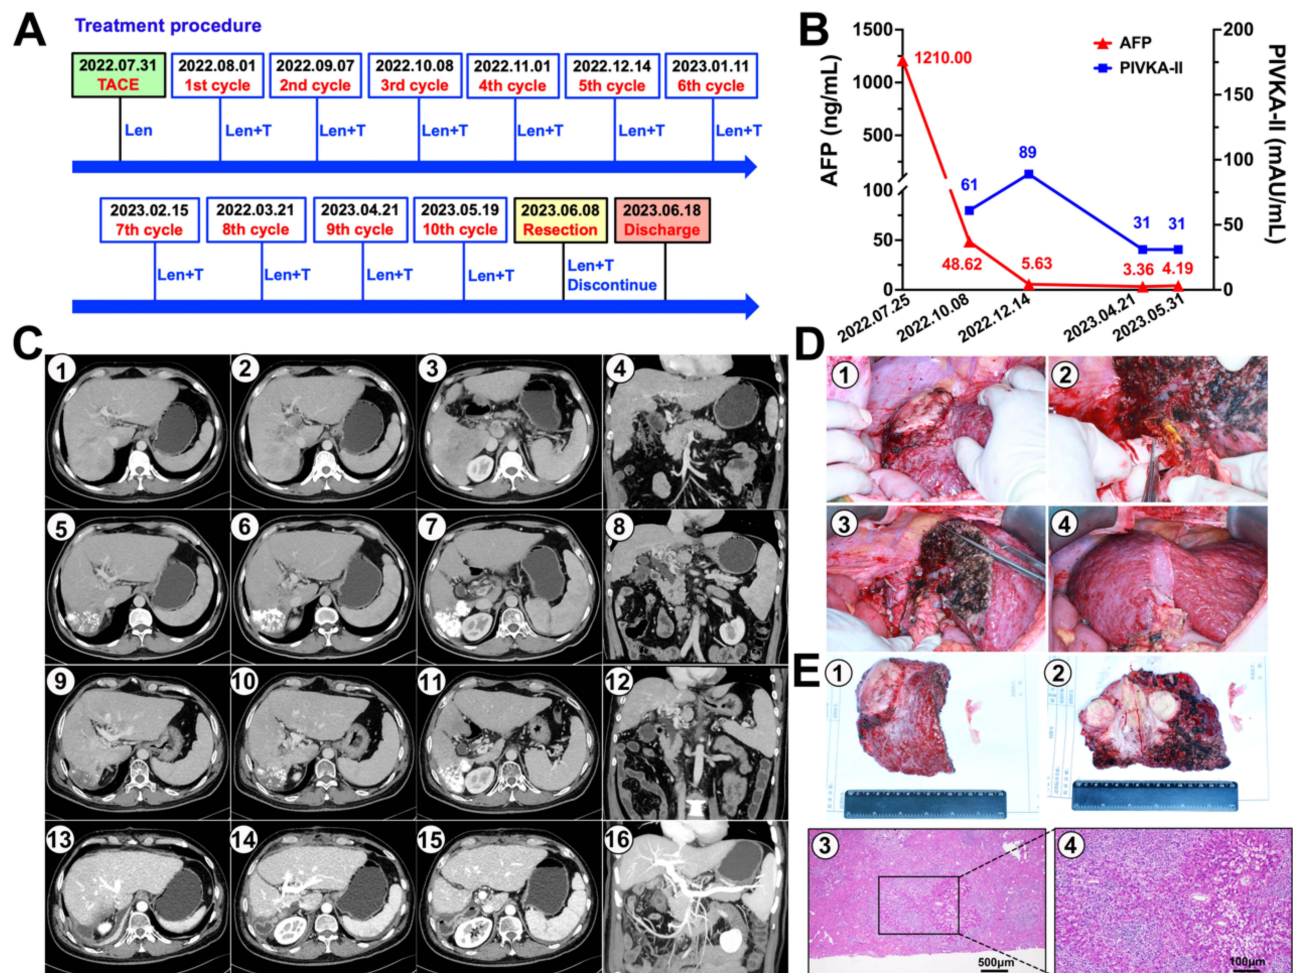 A
Treatment procedure
2022.07.31
TACE
2022.08.01
1st cycle
2022.09.07
2nd cycle
2022.10.08
3rd cycle
2022.11.01
4th cycle
2022.12.14
5th cycle
2023.01.11
6th cycle
Len
Len+T
Len+T
Len+T
Len+T
Len+T
Len+T
2023.02.15
7th cycle
2022.03.21
8th cycle
2023.04.21
9th cycle
2023.05.19
10th cycle
2023.06.08
Resection
2023.06.18
Discharge
Len+T
Len+T
Len+T
Len+T
Len+T
Discontinue
B
AFP (ng/mL)
1500
1000
500
100
50
0
PIVKA-II (mAU/mL)
200
150
100
50
0
AFP
PIVKA-II
1210.00
61
89
31
31
48.62
5.63
3.36
4.19
2022.07.25
2022.10.08
2022.12.14
2023.04.21
2023.05.31
C
1
2
3
4
5
6
7
8
9
10
11
12
13
14
15
16
D
1
2
3
4
E
1
2
3
4
500μm
100μm